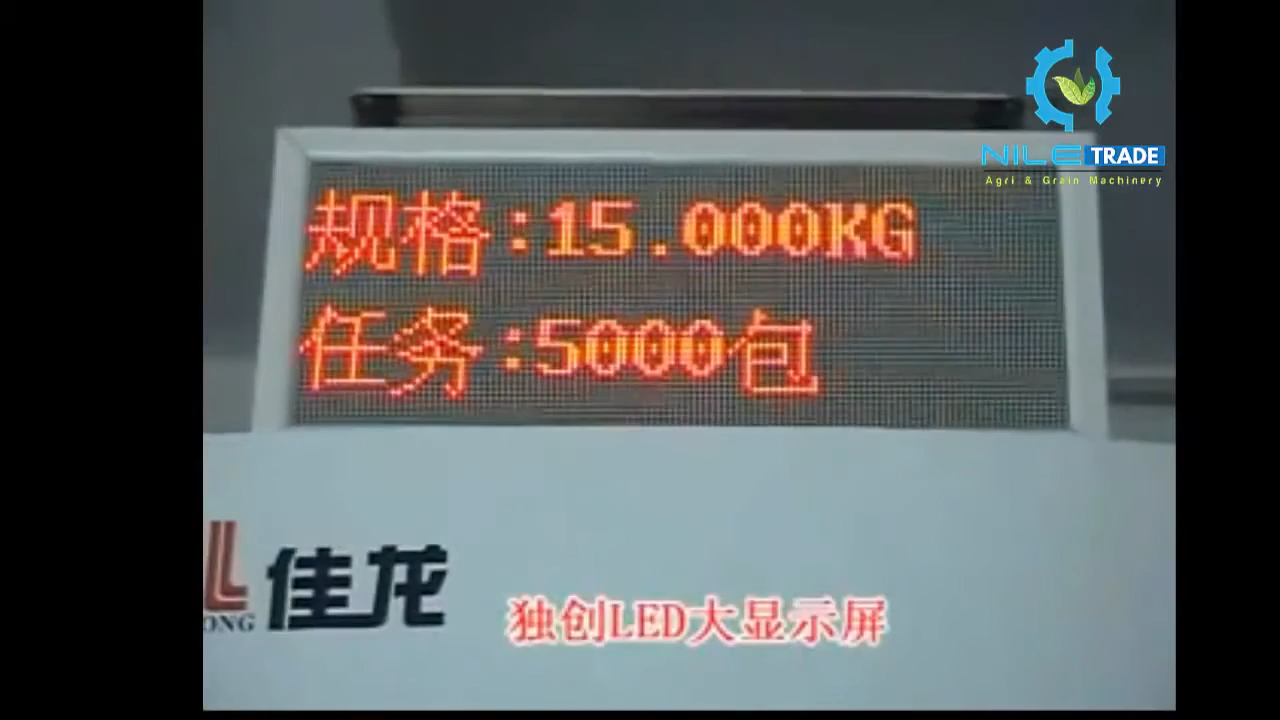 NILE TRADE
Agri & Grain Machinery
规格:15.000KG
任务:5000包
佳龙
ONG
独创LED大显示屏